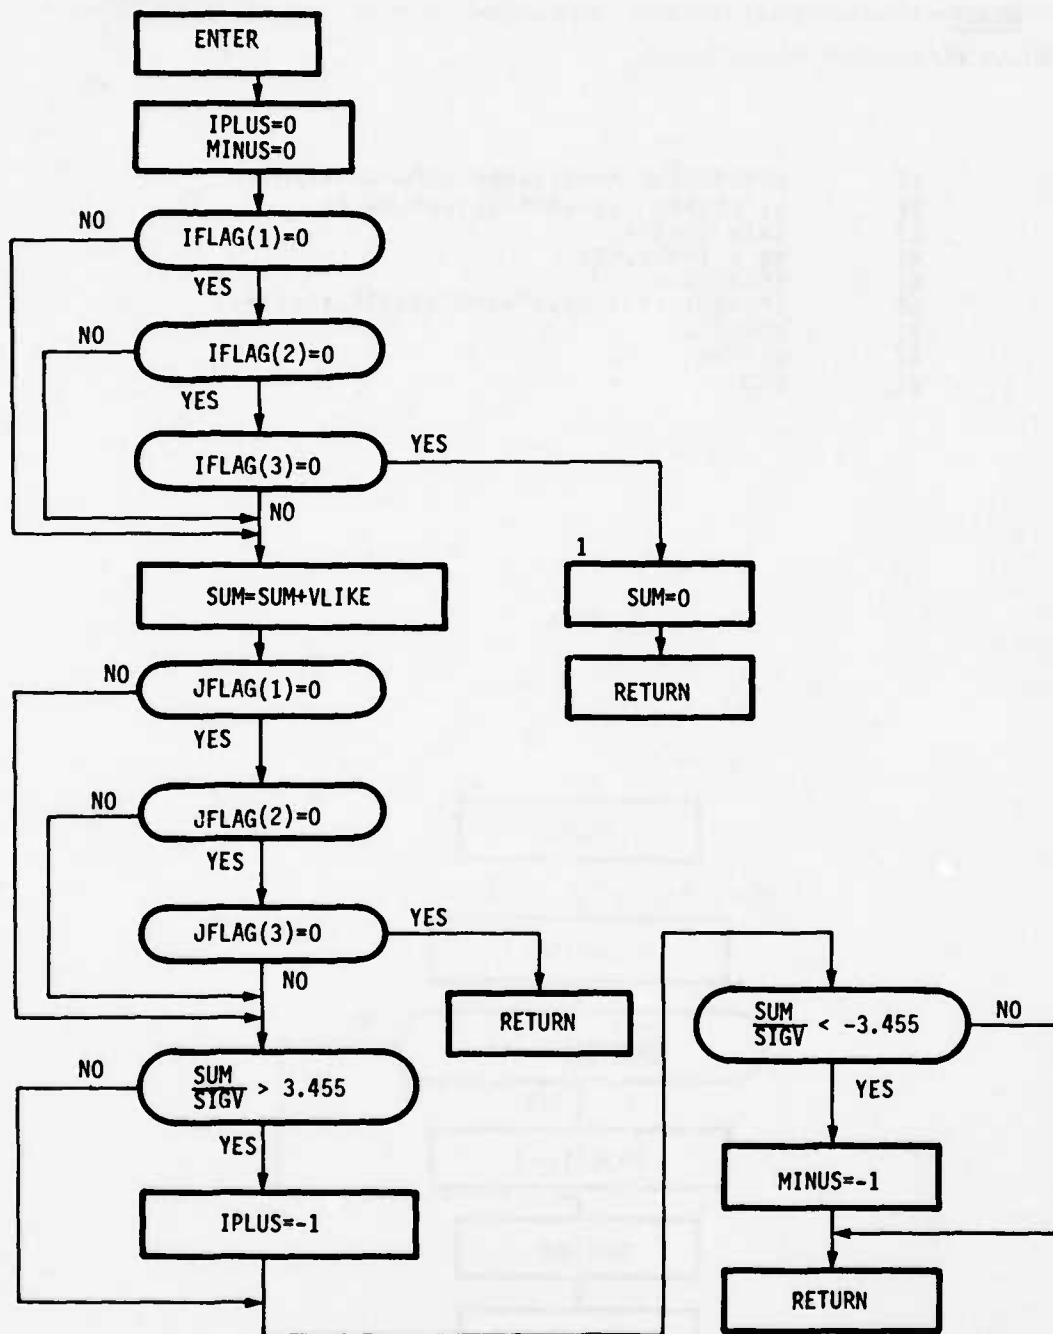 ENTER
IPLUS=0
MINUS=0
NO
IFLAG(1)=0
YES
NO
IFLAG(2)=0
YES
IFLAG(3)=0
YES
NO
1
SUM=SUM+VLIKE
SUM=0
RETURN
NO
JFLAG(1)=0
YES
NO
JFLAG(2)=0
YES
JFLAG(3)=0
YES
NO
RETURN
NO
SUM
SIGV > 3.455
YES
IPLUS=-1
SUM
SIGV < -3.455
NO
YES
MINUS=-1
RETURN